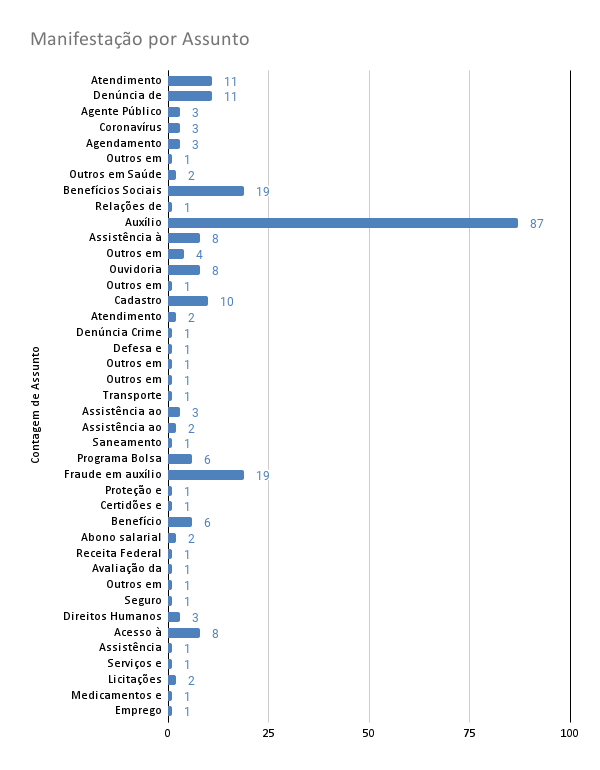 Manifestação por Assunto
Contagem de Assunto
Atendimento 11
Denúncia de 11
Agente Público 3
Coronavírus 3
Agendamento 3
Outros em 1
Outros em Saúde 2
Benefícios Sociais 19
Relações de 1
Auxílio 87
Assistência à 8
Outros em 4
Ouvidoria 8
Outros em 1
Cadastro 10
Atendimento 2
Denúncia Crime 1
Defesa e 1
Outros em 1
Outros em 1
Transporte 1
Assistência ao 3
Assistência ao 2
Saneamento 1
Programa Bolsa 6
Fraude em auxílio 19
Proteção e 1
Certidões e 1
Benefício 6
Abono salarial 2
Receita Federal 1
Avaliação da 1
Outros em 1
Seguro 1
Direitos Humanos 3
Acesso à 8
Assistência 1
Serviços e 1
Licitações 2
Medicamentos e 1
Emprego 1
0 25 50 75 100